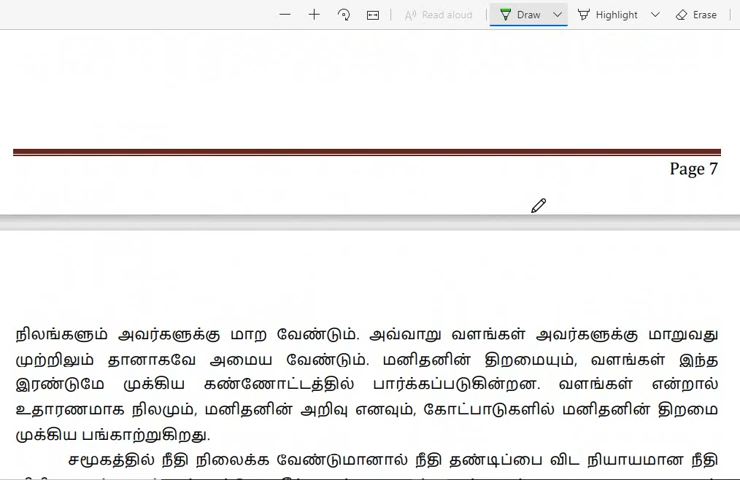 Read aloud Draw Highlight Erase
Page 7
நிலங்களும் அவர்களுக்கு மாற வேண்டும். அவ்வாறு வளங்கள் அவர்களுக்கு மாறுவது
முற்றிலும் தானாகவே அமைய வேண்டும். மனிதனின் திறமையும், வளங்கள் இந்த
இரண்டுமே முக்கிய கண்ணோட்டத்தில் பார்க்கப்படுகின்றன. வளங்கள் என்றால்
உதாரணமாக நிலமும், மனிதனின் அறிவு எனவும், கோட்பாடுகளில் மனிதனின் திறமை
முக்கிய பங்காற்றுகிறது.
சமூகத்தில் நீதி நிலைக்க வேண்டுமானால் நீதி தண்டிப்பை விட நியாயமான நீதி